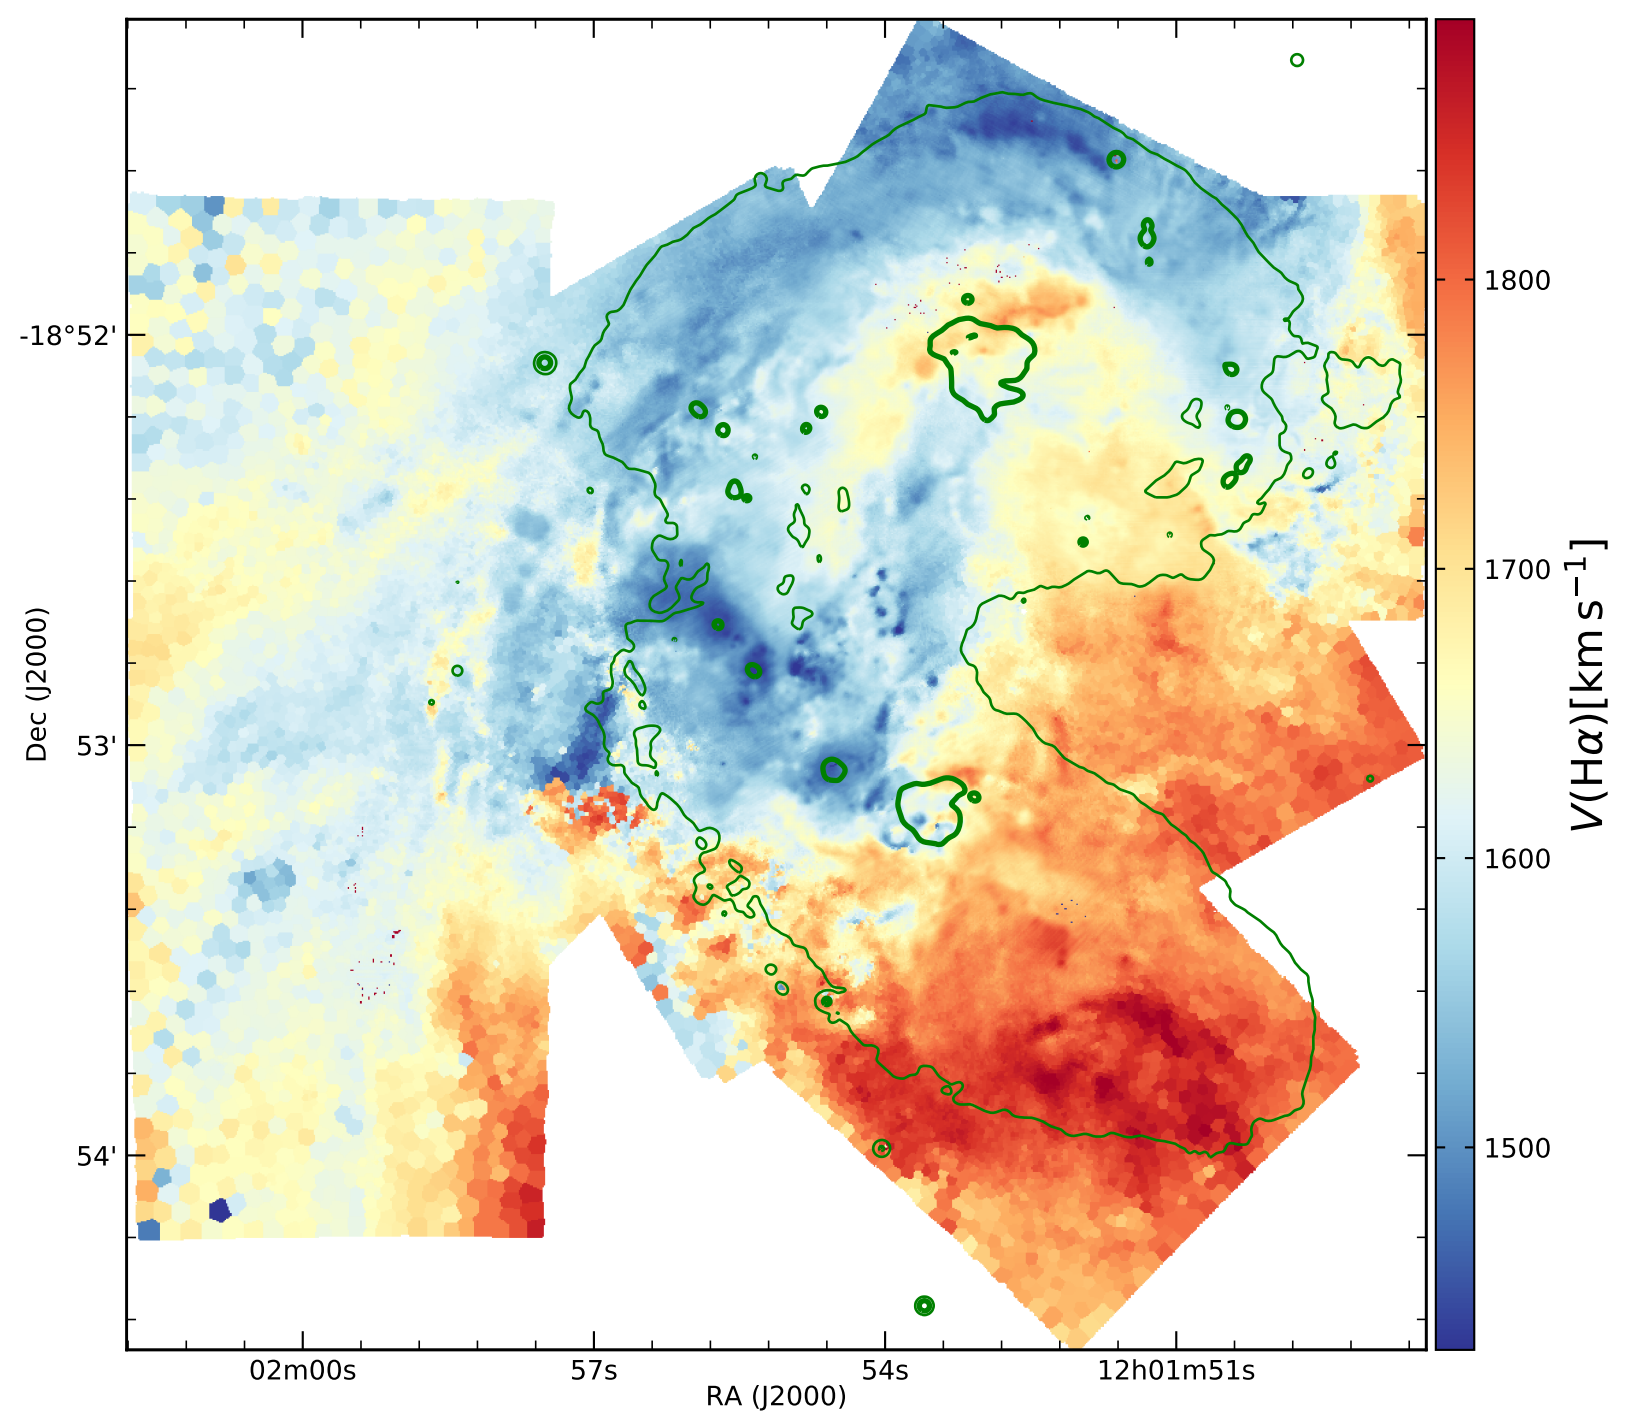 -18°52'
53'
54'
Dec (J2000)
02m00s
57s
54s
12h01m51s
RA (J2000)
1800
1700
1600
1500
V(Hα)[km s⁻¹]